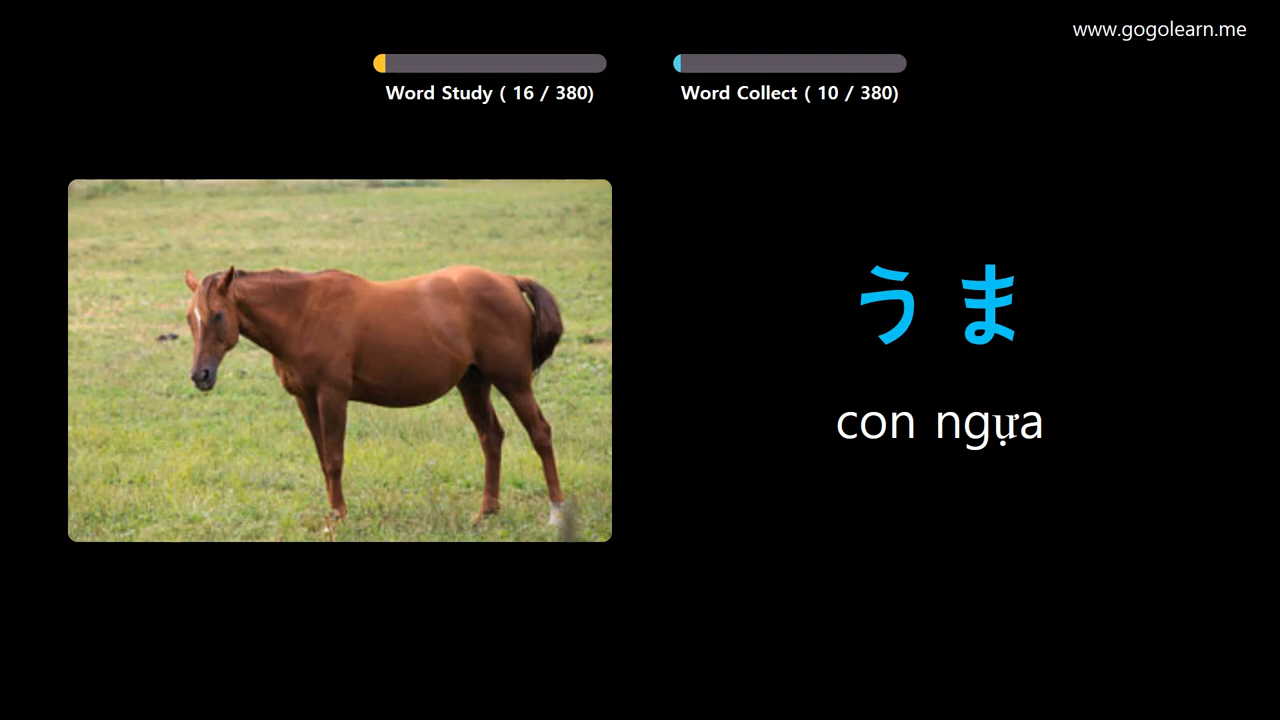 www.gogolearn.me
Word Study ( 16 / 380)
Word Collect ( 10 / 380)
うま
con ngựa